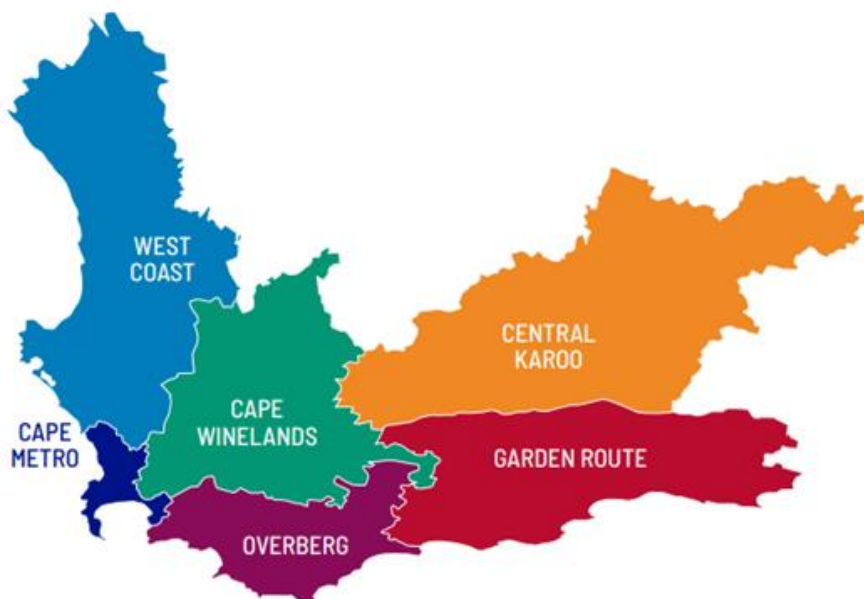 WEST
COAST
CENTRAL
KAROO
CAPE
WINELANDS
CAPE
METRO
GARDEN ROUTE
OVERBERG